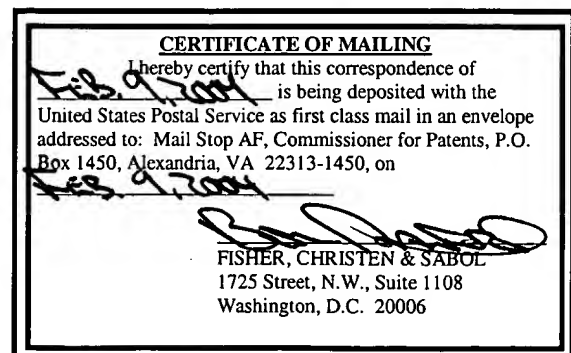 CERTIFICATE OF MAILING
I hereby certify that this correspondence of
Feb. 9, 2004 is being deposited with the
United States Postal Service as first class mail in an envelope
addressed to: Mail Stop AF, Commissioner for Patents, P.O.
Box 1450, Alexandria, VA 22313-1450, on
Feb. 9, 2004
FISHER, CHRISTEN & SABOL
1725 Street, N.W., Suite 1108
Washington, D.C. 20006